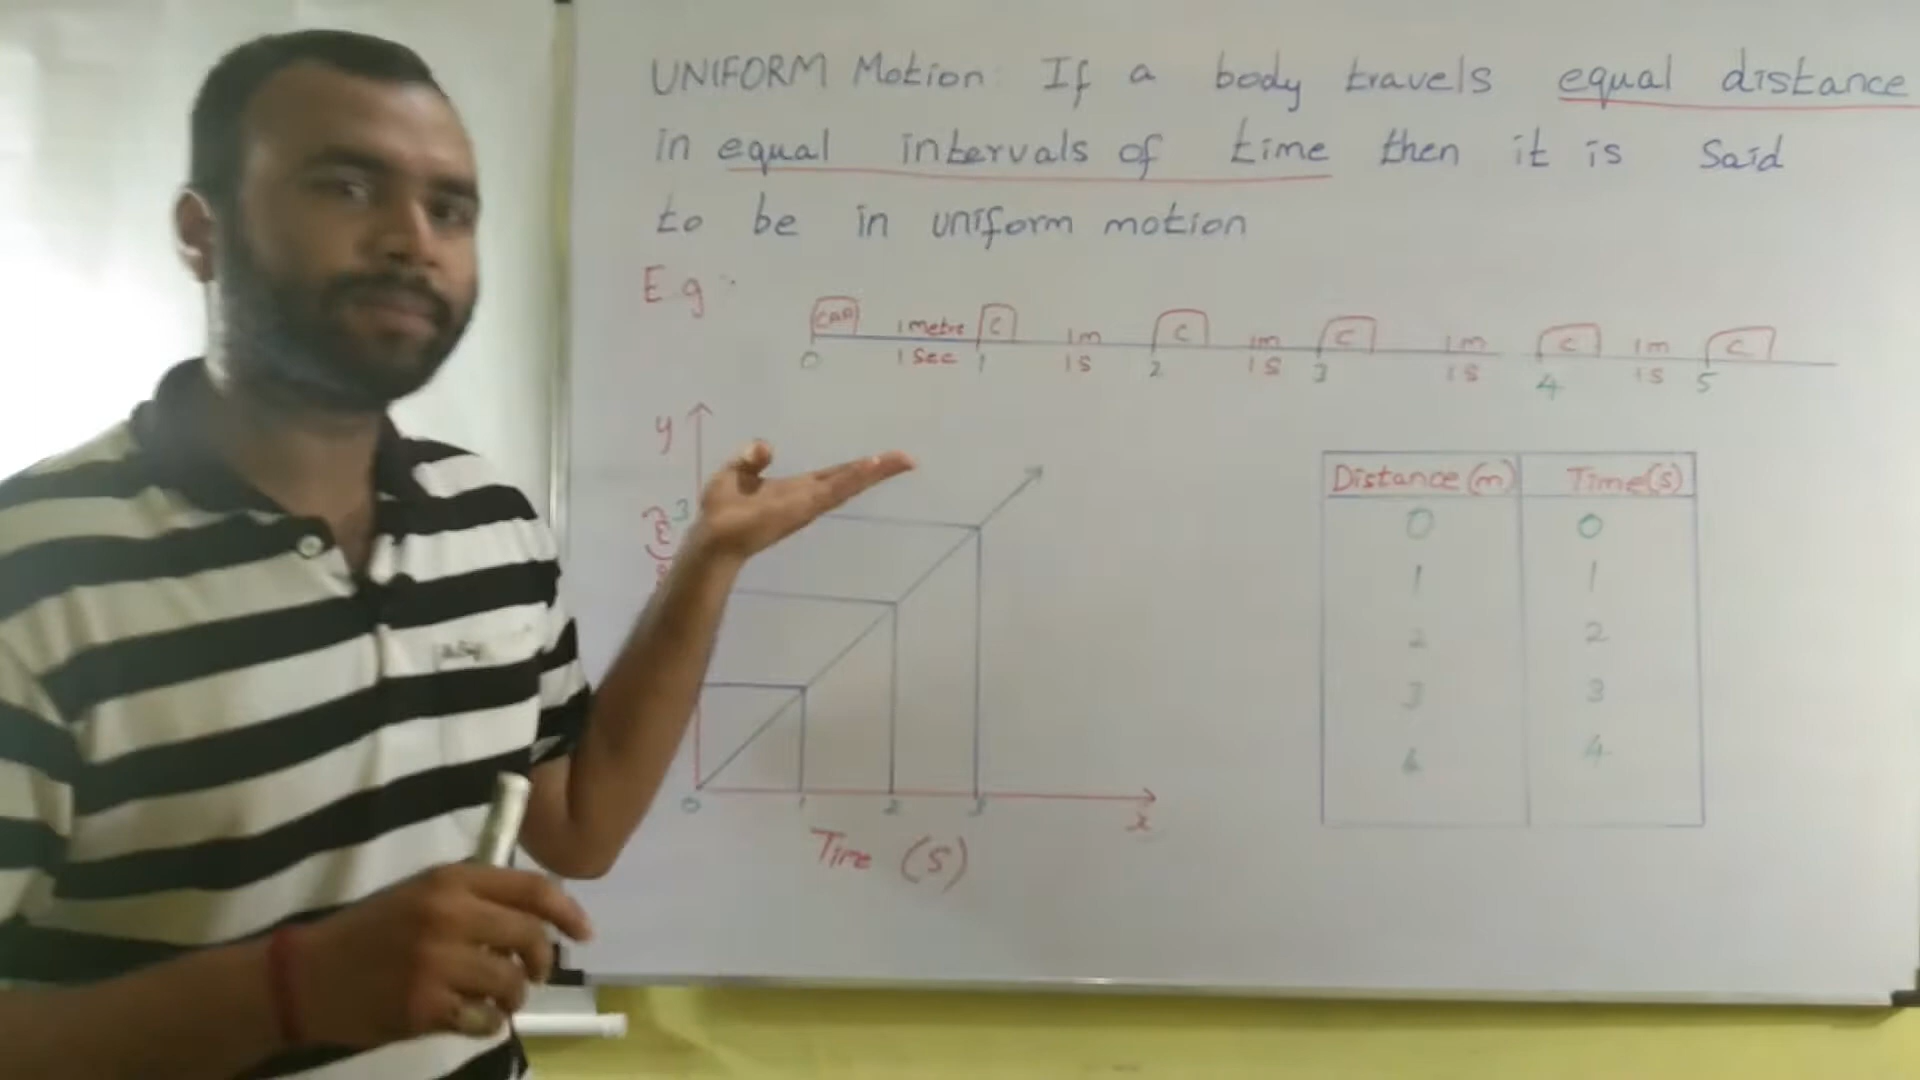 UNIFORM Motion: If a body travels equal distance
in equal intervals of time then it is said
to be in uniform motion
Eg:
CAR 1 metre C 1m C 1m C 1m C 1m C
0 1 Sec 1 1S 2 1S 3 1S 4 1S 5
y
3
0 1 2 3
x
Time (S)
Distance (m) Time(s)
0 0
1 1
2 2
3 3
4 4